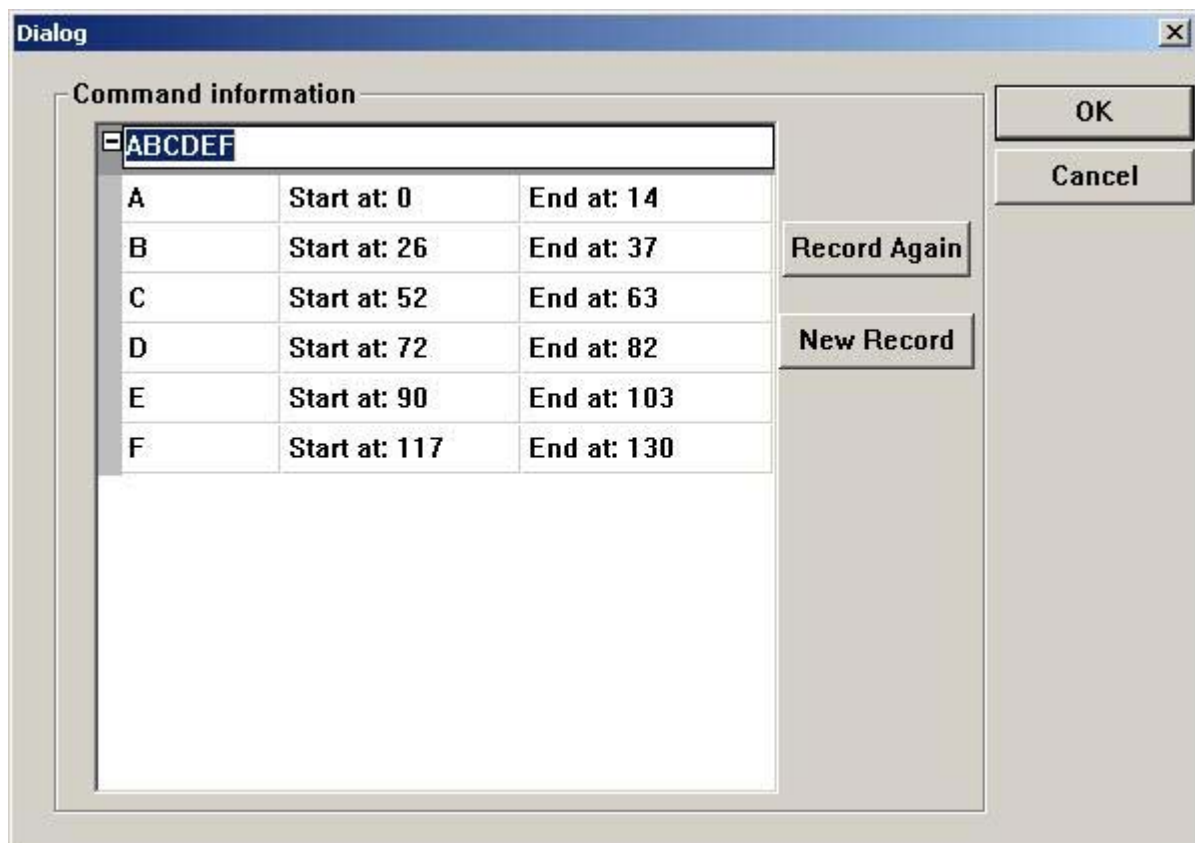 Dialog
Command information
OK
Cancel
ABCDEF
A Start at: 0 End at: 14
B Start at: 26 End at: 37
C Start at: 52 End at: 63
D Start at: 72 End at: 82
E Start at: 90 End at: 103
F Start at: 117 End at: 130
Record Again
New Record